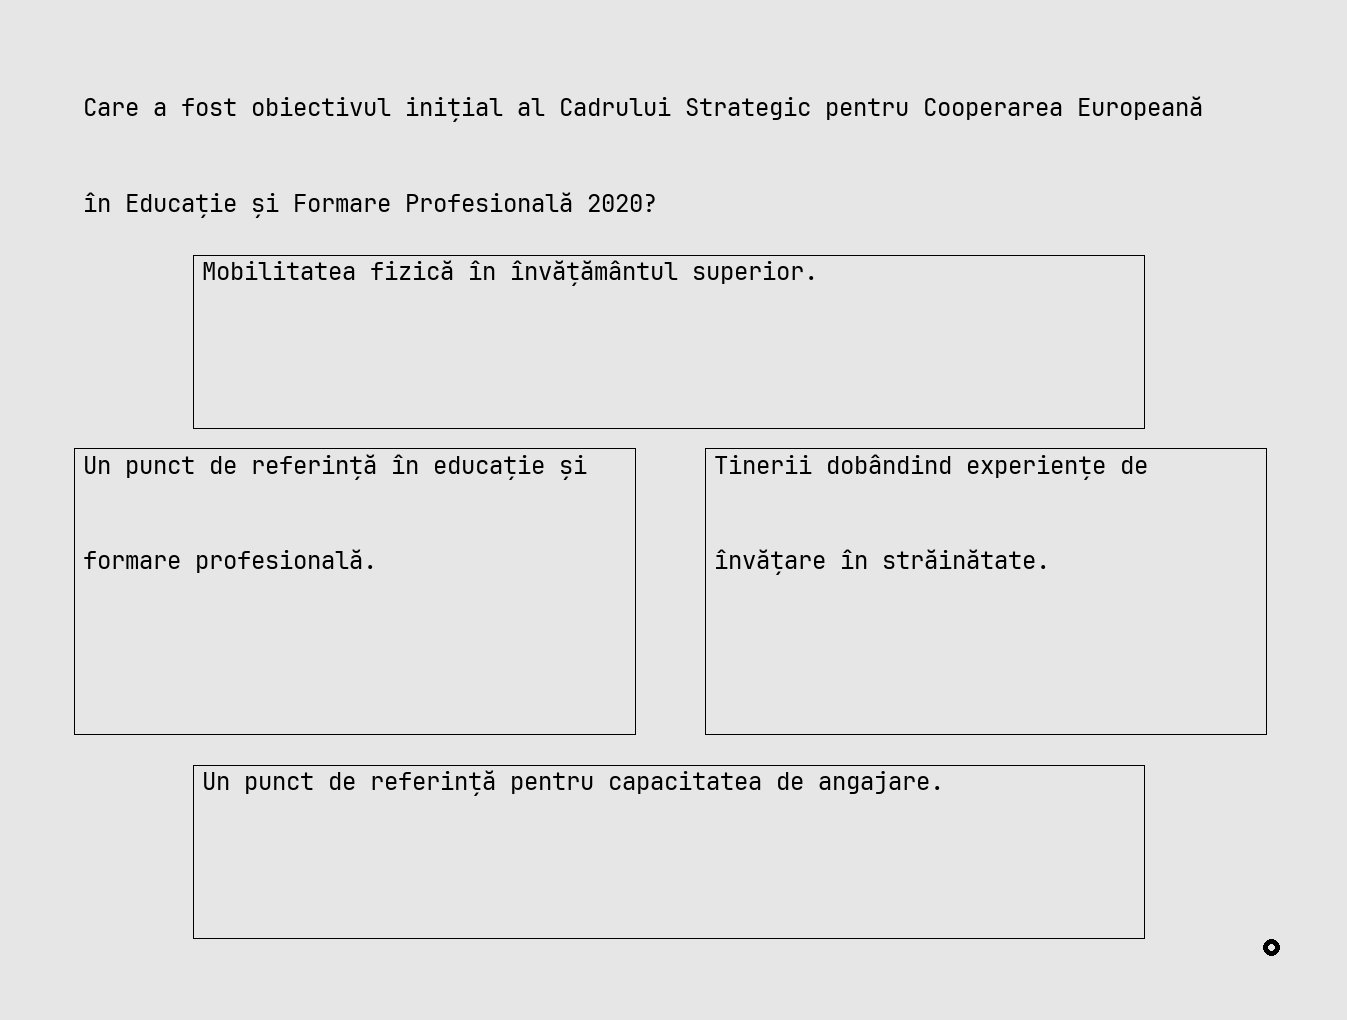 Care a fost obiectivul inițial al Cadrului Strategic pentru Cooperarea Europeană
în Educație și Formare Profesională 2020?
Mobilitatea fizică în învățământul superior.
Un punct de referință în educație și
formare profesională.
Tinerii dobândind experiențe de
învățare în străinătate.
Un punct de referință pentru capacitatea de angajare.